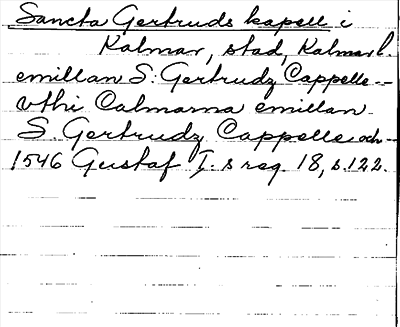 Sancta Gertruds kapell i
Kalmar, stad, Kalmar l.
emillan S: Gertrudz Cappelle --
vthi Calmarna emillan
S. Gertrudz Cappelle och --
1546 Gustaf I.s reg. 18, s.122.